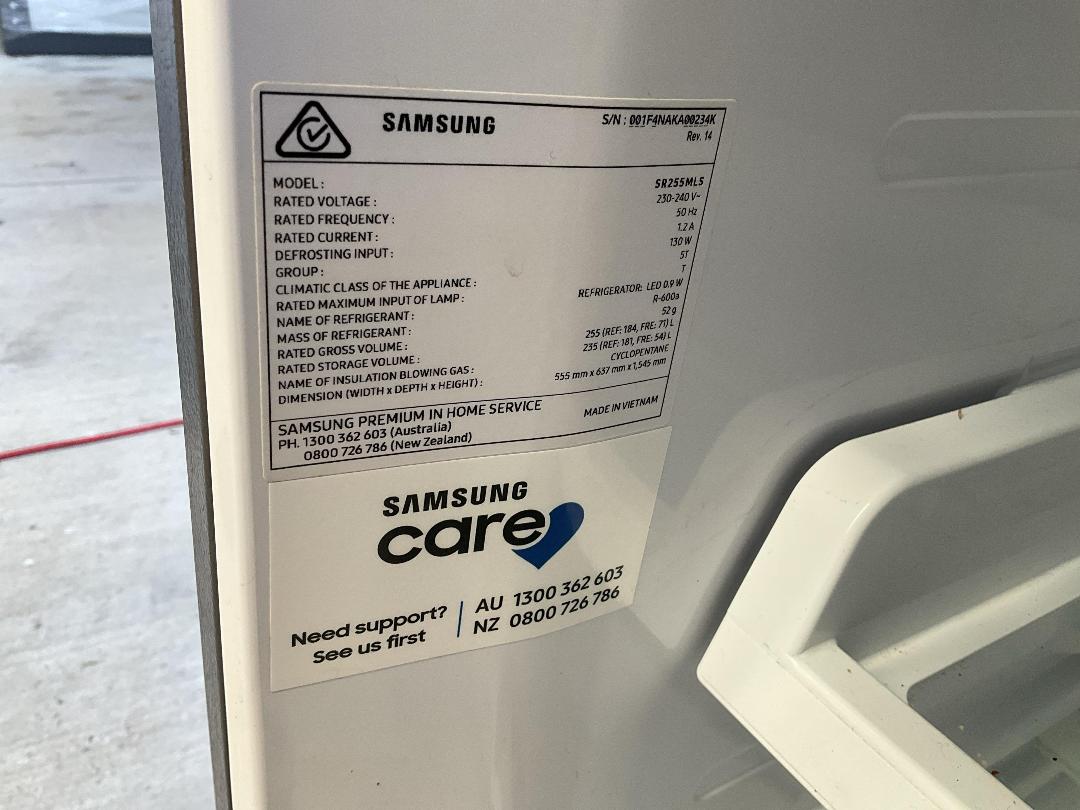 SAMSUNG
S/N : 001F4NAKA00234K
Rev. 14
MODEL : SR255MLS
RATED VOLTAGE : 230-240 V~
RATED FREQUENCY : 50 Hz
RATED CURRENT : 1.2 A
DEFROSTING INPUT : 130 W
GROUP : 5T
CLIMATIC CLASS OF THE APPLIANCE : T
RATED MAXIMUM INPUT OF LAMP : REFRIGERATOR: LED 0.9 W
NAME OF REFRIGERANT : R-600a
MASS OF REFRIGERANT : 52 g
RATED GROSS VOLUME : 255 (REF: 184, FRE: 71) L
RATED STORAGE VOLUME : 235 (REF: 181, FRE: 54) L
NAME OF INSULATION BLOWING GAS : CYCLOPENTANE
DIMENSION (WIDTH x DEPTH x HEIGHT) : 555 mm x 637 mm x 1,545 mm
SAMSUNG PREMIUM IN HOME SERVICE
PH. 1300 362 603 (Australia)
0800 726 786 (New Zealand)
MADE IN VIETNAM
SAMSUNG
care
Need support?
See us first
AU 1300 362 603
NZ 0800 726 786